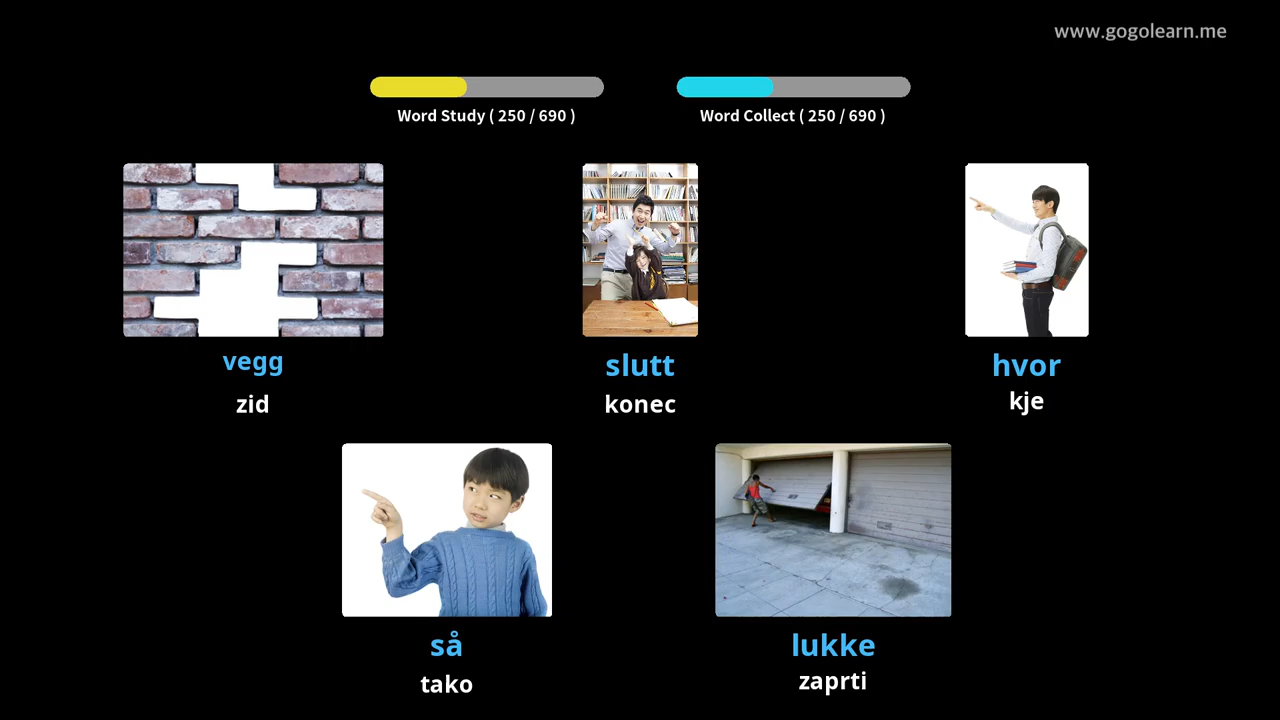 www.gogolearn.me
Word Study ( 250 / 690 )
Word Collect ( 250 / 690 )
vegg
zid
slutt
konec
hvor
kje
så
tako
lukke
zaprti